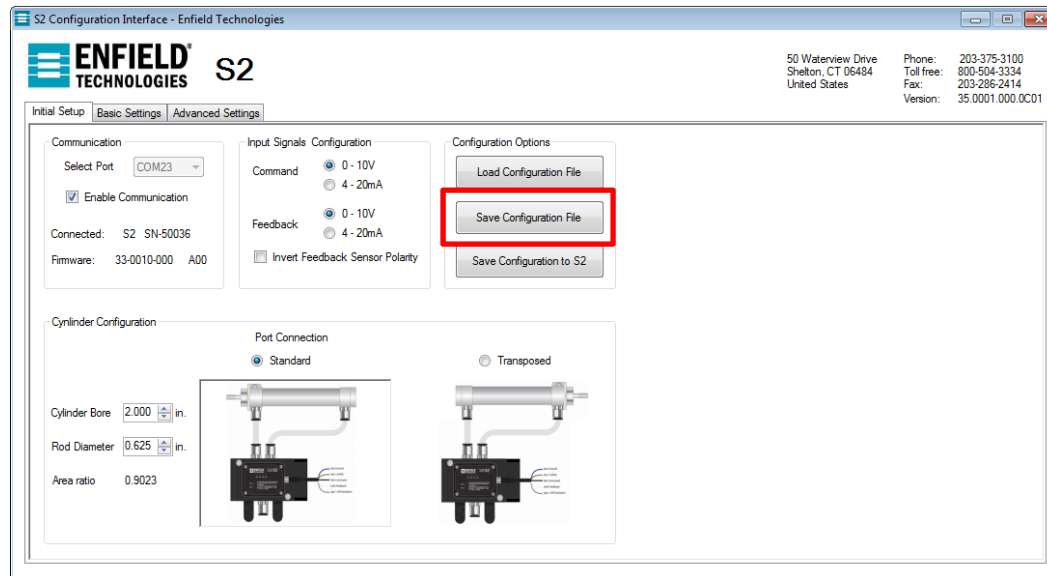 S2 Configuration Interface - Enfield Technologies
ENFIELD
TECHNOLOGIES
S2
50 Waterview Drive
Shelton, CT 06484
United States
Phone: 203-375-3100
Toll free: 800-504-3334
Fax: 203-286-2414
Version: 35.0001.000.0C01
Initial Setup Basic Settings Advanced Settings
Communication
Select Port COM23
Enable Communication
Connected: S2 SN-50036
Firmware: 33-0010-000 A00
Input Signals Configuration
Command 0 - 10V
4 - 20mA
Feedback 0 - 10V
4 - 20mA
Invert Feedback Sensor Polarity
Configuration Options
Load Configuration File
Save Configuration File
Save Configuration to S2
Cynlinder Configuration
Port Connection
Standard Transposed
Cylinder Bore 2.000 in.
Rod Diameter 0.625 in.
Area ratio 0.9023